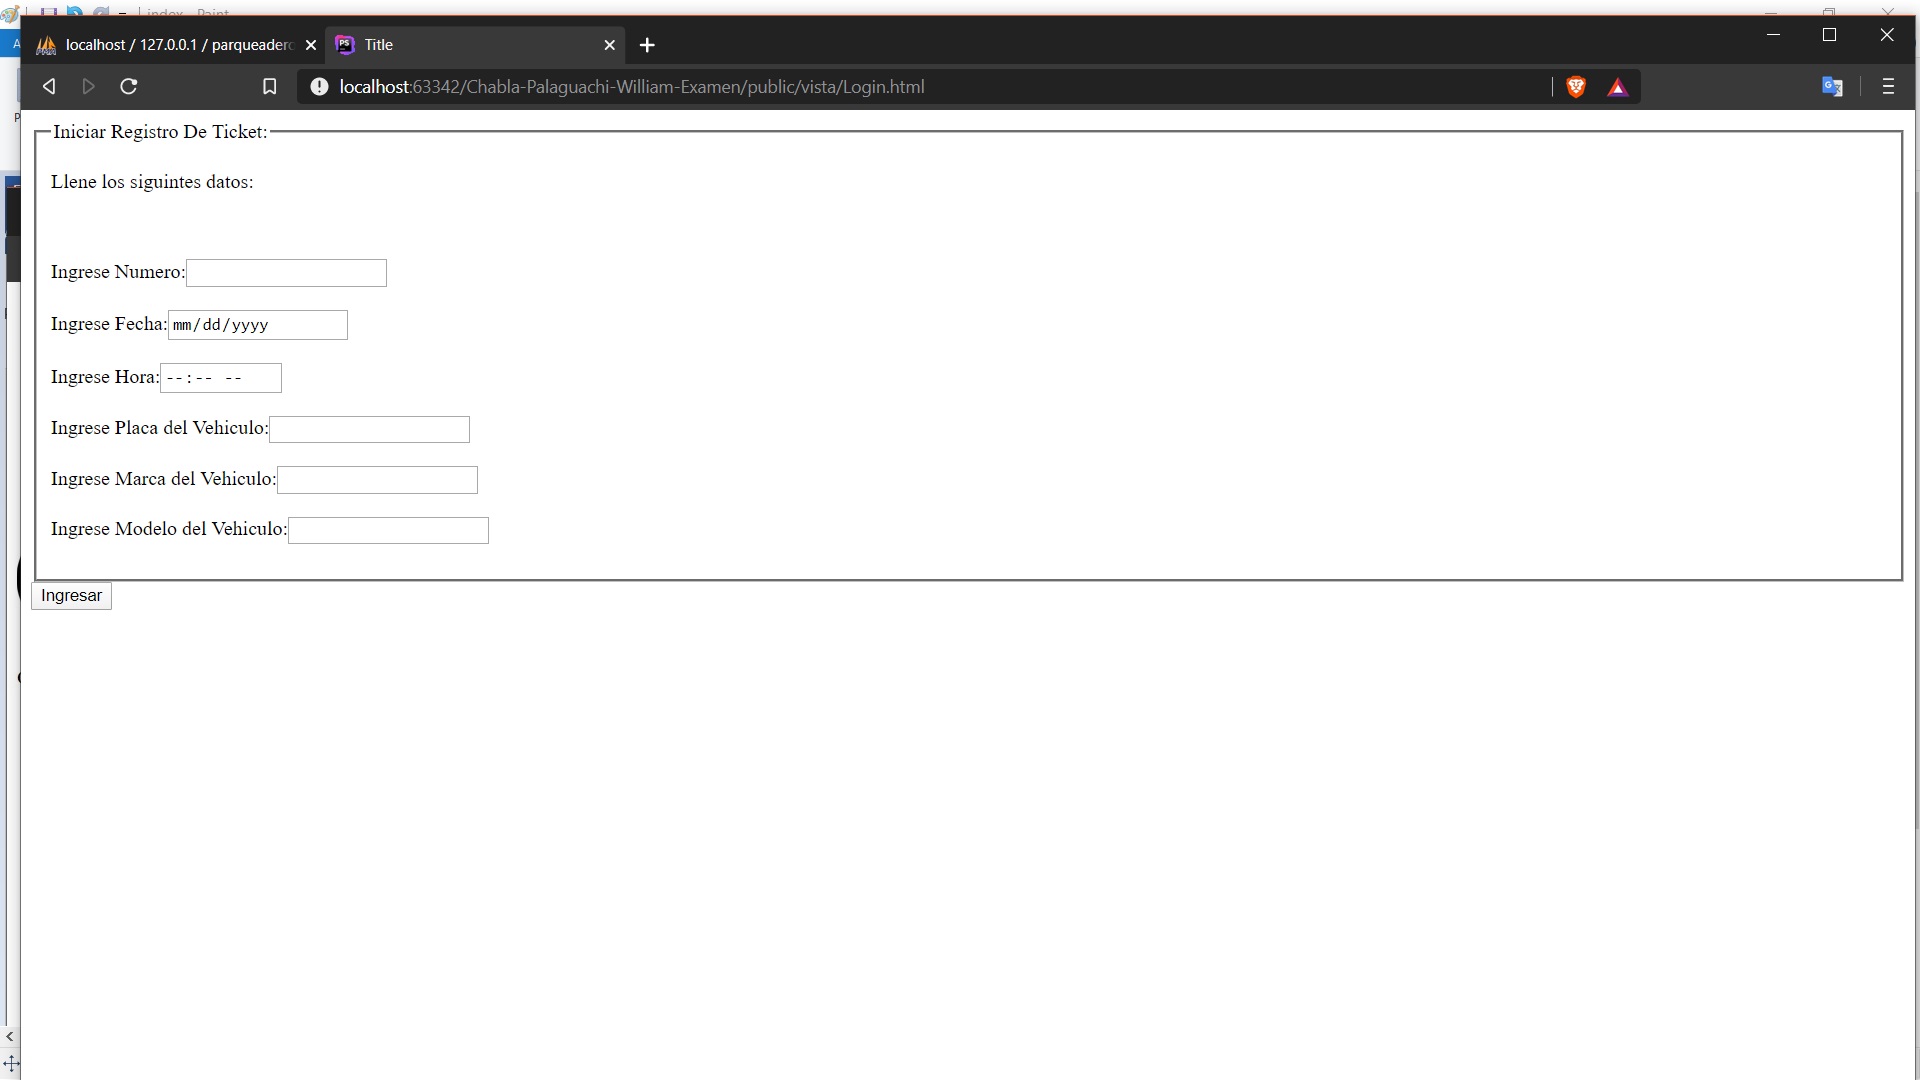 index - Paint
localhost / 127.0.0.1 / parqueadero
Title
localhost:63342/Chabla-Palaguachi-William-Examen/public/vista/Login.html
Iniciar Registro De Ticket:
Llene los siguintes datos:
Ingrese Numero:
Ingrese Fecha: mm/dd/yyyy
Ingrese Hora: --:-- --
Ingrese Placa del Vehiculo:
Ingrese Marca del Vehiculo:
Ingrese Modelo del Vehiculo:
Ingresar